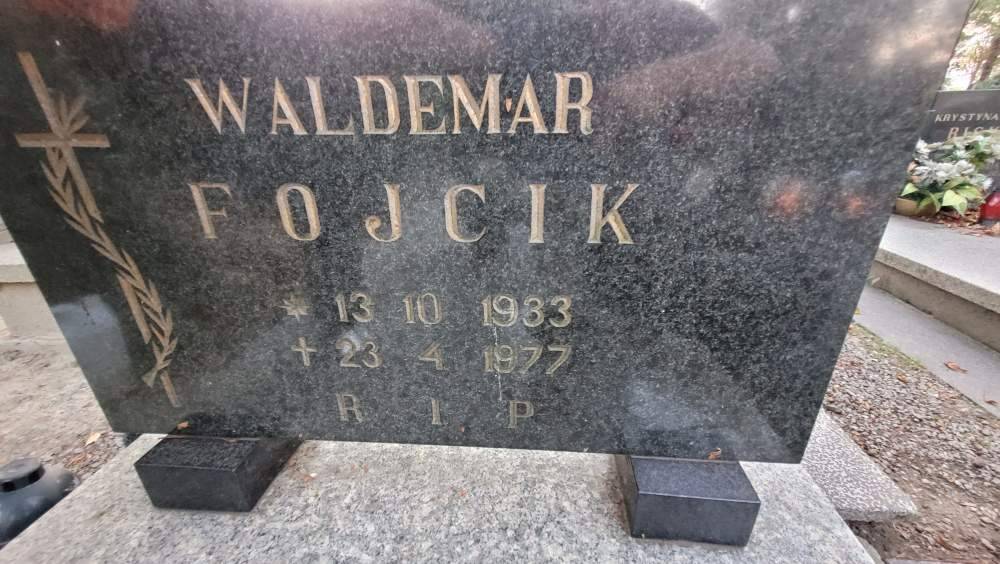 WALDEMAR
FOJCIK
* 13 10 1933
+ 23 4 1977
R I P
KRYSTYNA